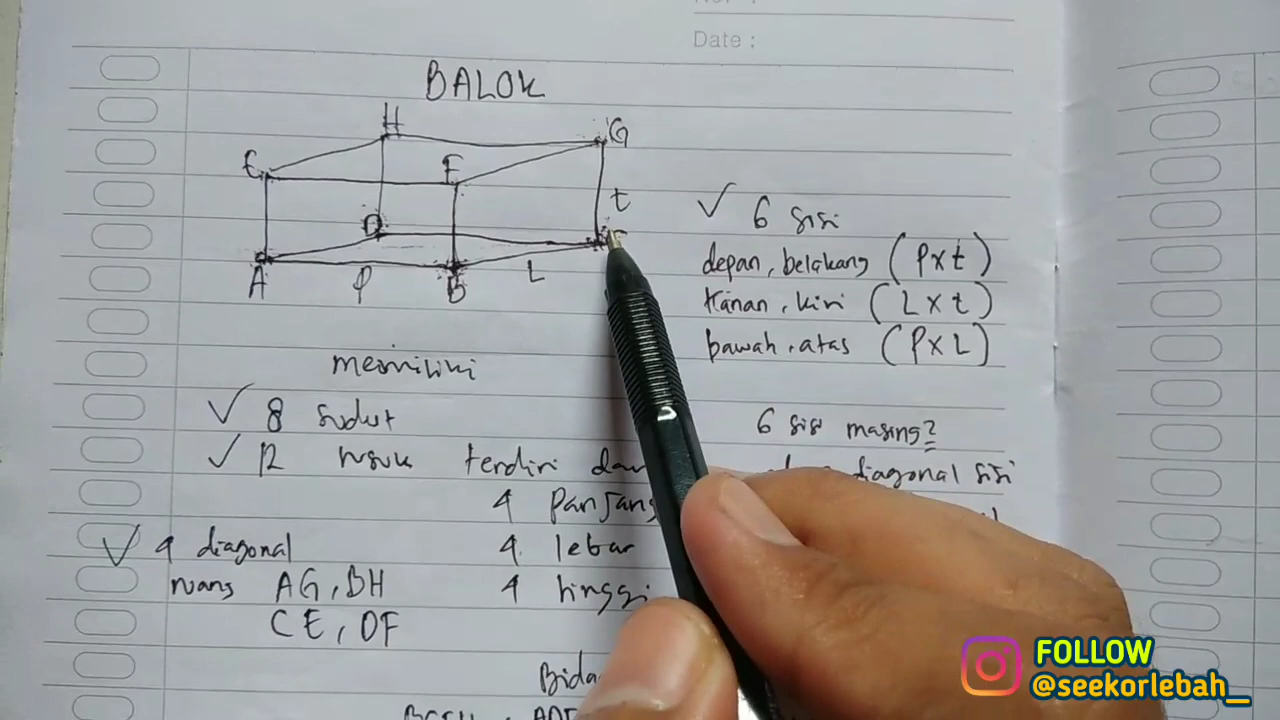 Date :
BALOK
H
G
E
F
t
D
A
P
B
L
✓ 6 sisi
depan, belakang (P×t)
kanan, kiri (L×t)
bawah, atas (P×L)
memiliki
✓ 8 sudut
✓ 12 rusuk terdiri dari
4 panjang
4 lebar
4 tinggi
6 sisi masing2
diagonal sisi
✓ 4 diagonal
ruang AG, BH
CE, DF
FOLLOW
@seekorlebah_